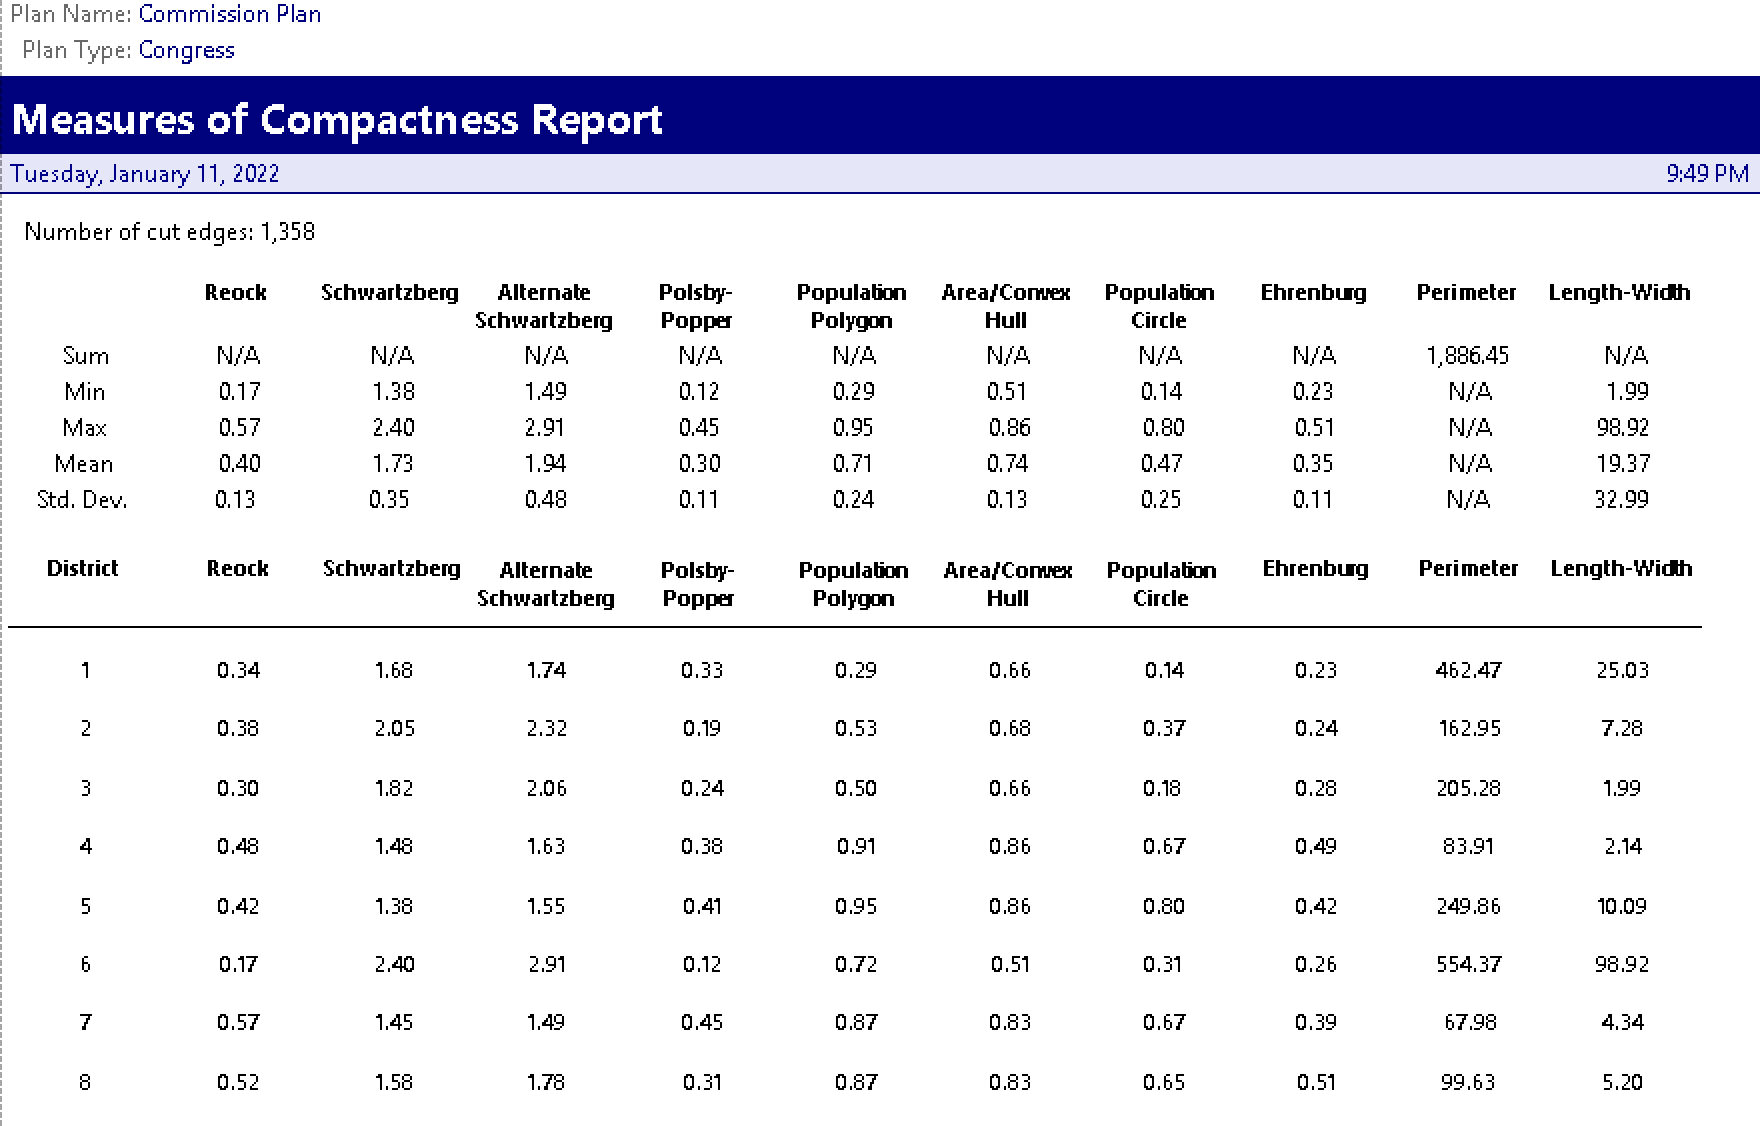 Plan Name: Commission Plan
Plan Type: Congress
Measures of Compactness Report
Tuesday, January 11, 2022 9:49 PM
Number of cut edges: 1,358
Reock Schwartzberg Alternate Schwartzberg Polsby-Popper Population Polygon Area/Convex Hull Population Circle Ehrenburg Perimeter Length-Width
Sum N/A N/A N/A N/A N/A N/A N/A N/A 1,886.45 N/A
Min 0.17 1.38 1.49 0.12 0.29 0.51 0.14 0.23 N/A 1.99
Max 0.57 2.40 2.91 0.45 0.95 0.86 0.80 0.51 N/A 98.92
Mean 0.40 1.73 1.94 0.30 0.71 0.74 0.47 0.35 N/A 19.37
Std. Dev. 0.13 0.35 0.48 0.11 0.24 0.13 0.25 0.11 N/A 32.99
District Reock Schwartzberg Alternate Schwartzberg Polsby-Popper Population Polygon Area/Convex Hull Population Circle Ehrenburg Perimeter Length-Width
1 0.34 1.68 1.74 0.33 0.29 0.66 0.14 0.23 462.47 25.03
2 0.38 2.05 2.32 0.19 0.53 0.68 0.37 0.24 162.95 7.28
3 0.30 1.82 2.06 0.24 0.50 0.66 0.18 0.28 205.28 1.99
4 0.48 1.48 1.63 0.38 0.91 0.86 0.67 0.49 83.91 2.14
5 0.42 1.38 1.55 0.41 0.95 0.86 0.80 0.42 249.86 10.09
6 0.17 2.40 2.91 0.12 0.72 0.51 0.31 0.26 554.37 98.92
7 0.57 1.45 1.49 0.45 0.87 0.83 0.67 0.39 67.98 4.34
8 0.52 1.58 1.78 0.31 0.87 0.83 0.65 0.51 99.63 5.20